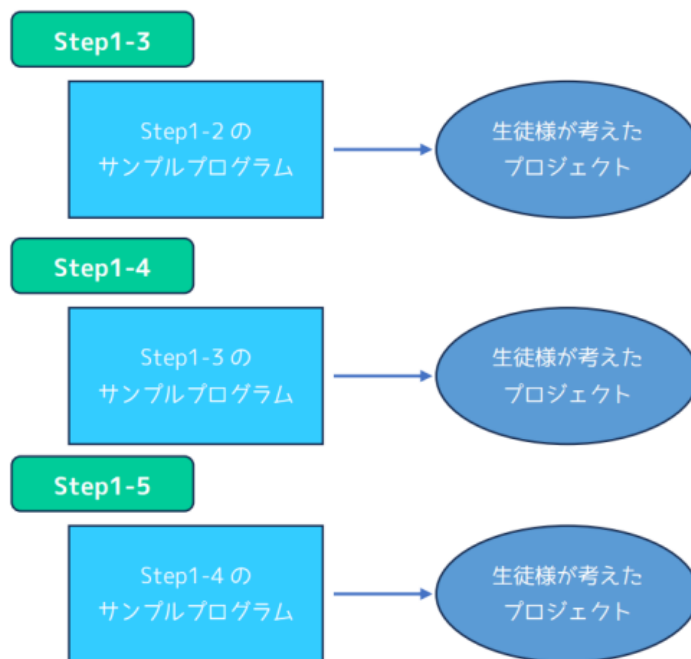 Step1-3
Step1-2 の
サンプルプログラム
生徒様が考えた
プロジェクト
Step1-4
Step1-3 の
サンプルプログラム
生徒様が考えた
プロジェクト
Step1-5
Step1-4 の
サンプルプログラム
生徒様が考えた
プロジェクト